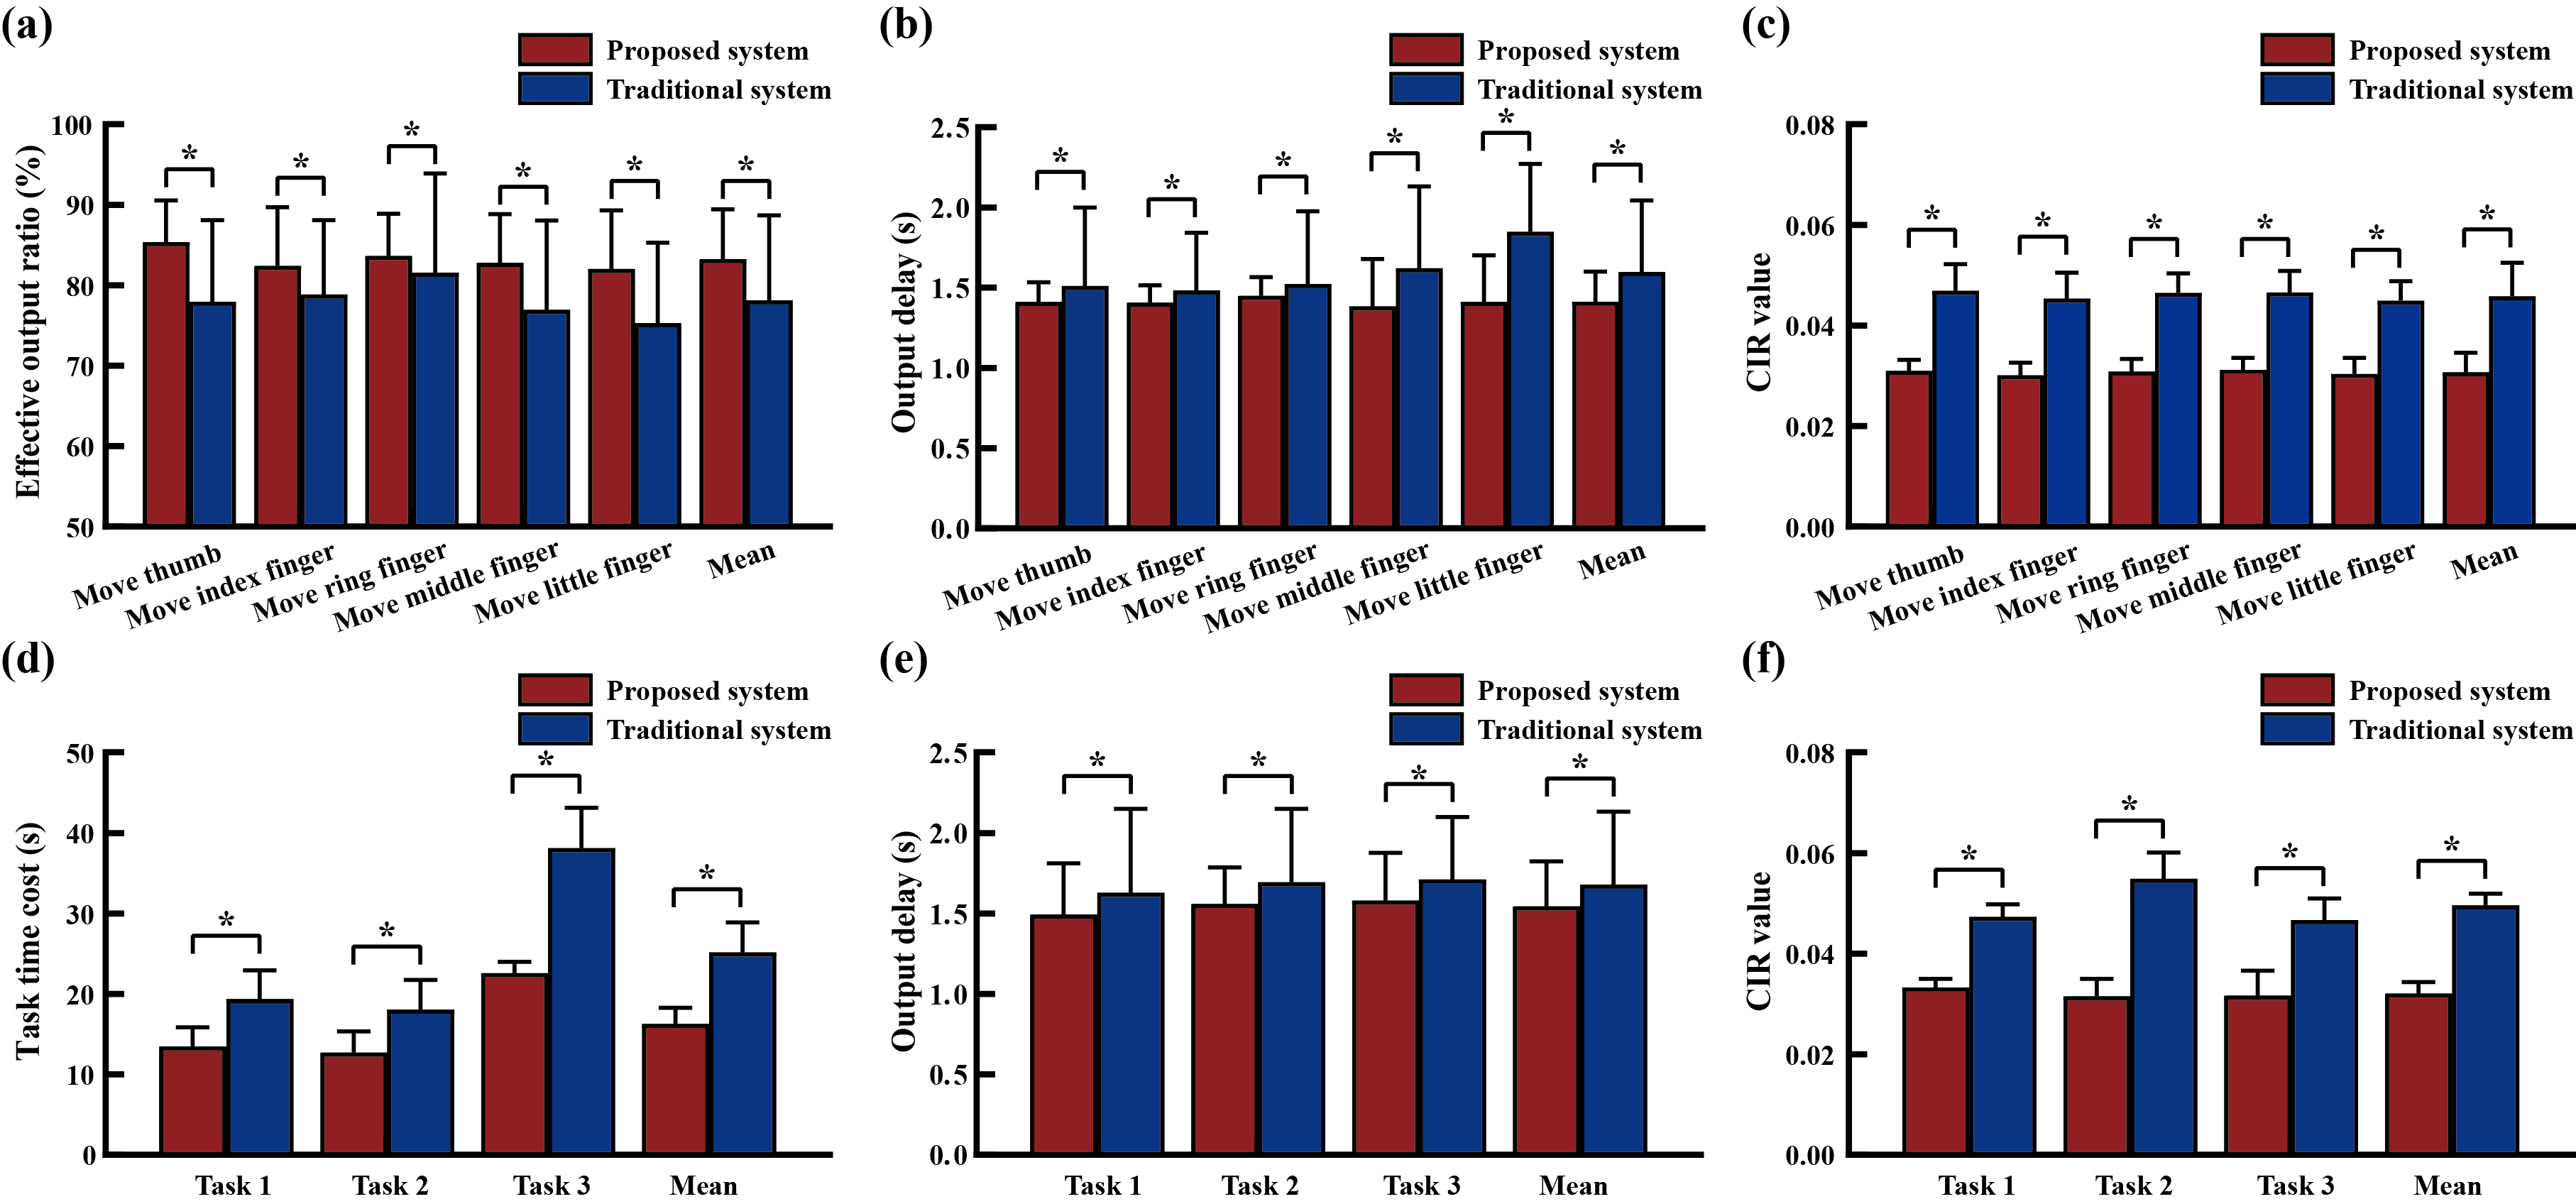 (a)
Proposed system
Traditional system
Effective output ratio (%)
100
90
80
70
60
50
* * * * * *
Move thumb
Move index finger
Move ring finger
Move middle finger
Move little finger
Mean
(b)
Proposed system
Traditional system
Output delay (s)
2.5
2.0
1.5
1.0
0.5
0.0
* * * * * *
Move thumb
Move index finger
Move ring finger
Move middle finger
Move little finger
Mean
(c)
Proposed system
Traditional system
CIR value
0.08
0.06
0.04
0.02
0.00
* * * * * *
Move thumb
Move index finger
Move ring finger
Move middle finger
Move little finger
Mean
(d)
Proposed system
Traditional system
Task time cost (s)
50
40
30
20
10
0
* * * *
Task 1 Task 2 Task 3 Mean
(e)
Proposed system
Traditional system
Output delay (s)
2.5
2.0
1.5
1.0
0.5
0.0
* * * *
Task 1 Task 2 Task 3 Mean
(f)
Proposed system
Traditional system
CIR value
0.08
0.06
0.04
0.02
0.00
* * * *
Task 1 Task 2 Task 3 Mean